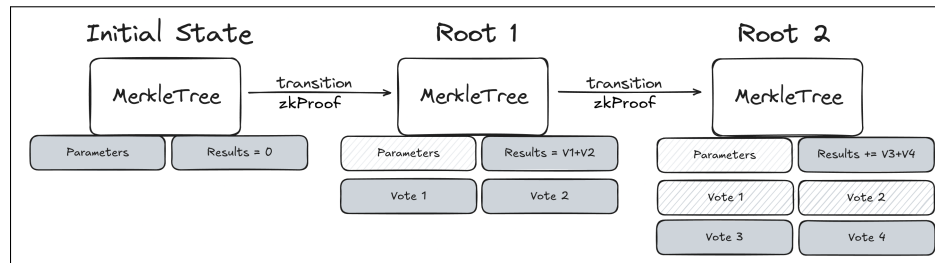 Initial State
Root 1
Root 2
MerkleTree
transition
zkProof
MerkleTree
transition
zkProof
MerkleTree
Parameters
Results = 0
Parameters
Results = V1+V2
Parameters
Results += V3+V4
Vote 1
Vote 2
Vote 1
Vote 2
Vote 3
Vote 4